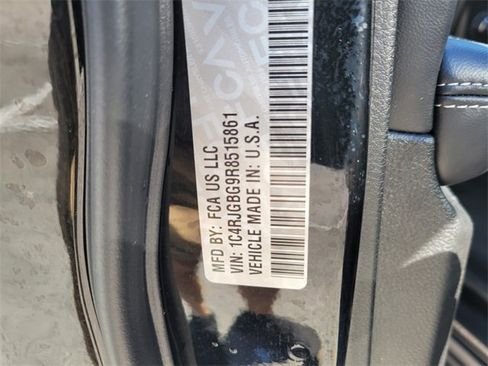 MFD BY: FCA US LLC
VIN: 1C4RJGBG9R8515861
VEHICLE MADE IN: U.S.A.